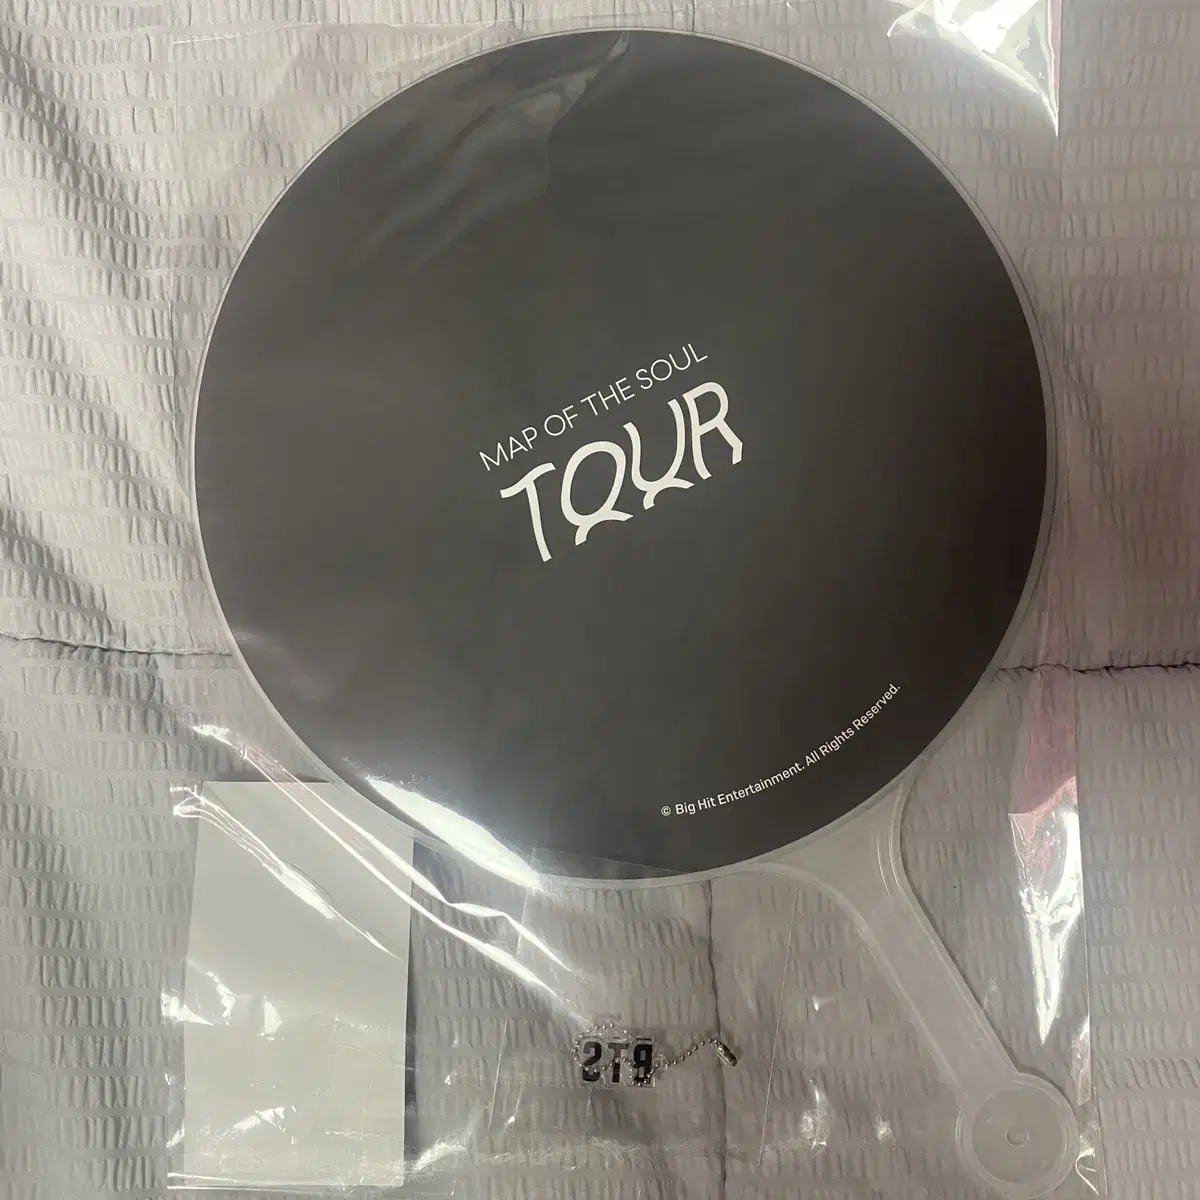 MAP OF THE SOUL
TOUR
© Big Hit Entertainment. All Rights Reserved.
BTS